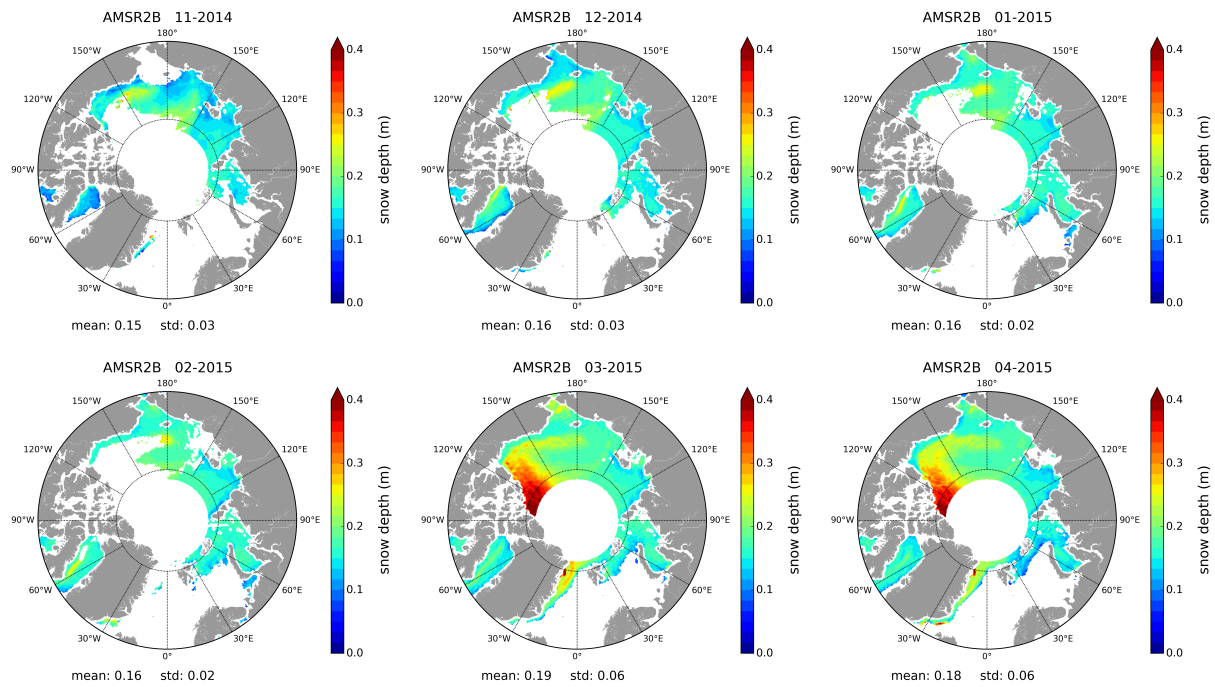 AMSR2B 11-2014
180°
150°W
150°E
120°W
120°E
90°W
90°E
60°W
60°E
30°W
30°E
0°
0.4
0.3
0.2
0.1
0.0
snow depth (m)
mean: 0.15 std: 0.03
AMSR2B 12-2014
180°
150°W
150°E
120°W
120°E
90°W
90°E
60°W
60°E
30°W
30°E
0°
0.4
0.3
0.2
0.1
0.0
snow depth (m)
mean: 0.16 std: 0.03
AMSR2B 01-2015
180°
150°W
150°E
120°W
120°E
90°W
90°E
60°W
60°E
30°W
30°E
0°
0.4
0.3
0.2
0.1
0.0
snow depth (m)
mean: 0.16 std: 0.02
AMSR2B 02-2015
180°
150°W
150°E
120°W
120°E
90°W
90°E
60°W
60°E
30°W
30°E
0°
0.4
0.3
0.2
0.1
0.0
snow depth (m)
mean: 0.16 std: 0.02
AMSR2B 03-2015
180°
150°W
150°E
120°W
120°E
90°W
90°E
60°W
60°E
30°W
30°E
0°
0.4
0.3
0.2
0.1
0.0
snow depth (m)
mean: 0.19 std: 0.06
AMSR2B 04-2015
180°
150°W
150°E
120°W
120°E
90°W
90°E
60°W
60°E
30°W
30°E
0°
0.4
0.3
0.2
0.1
0.0
snow depth (m)
mean: 0.18 std: 0.06